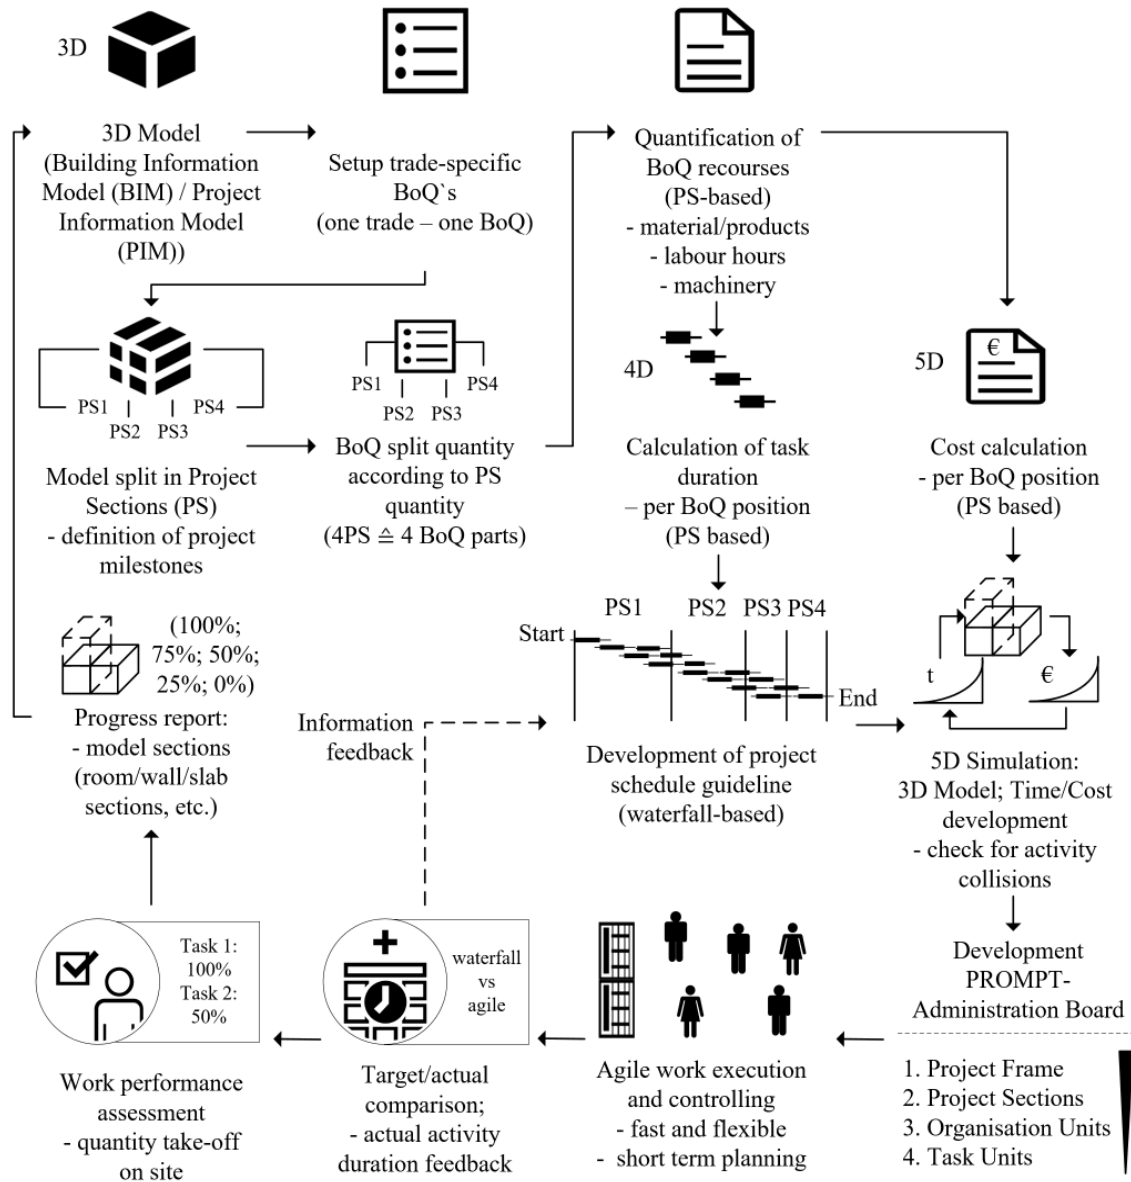 3D
3D Model
(Building Information
Model (BIM) / Project
Information Model
(PIM))
Setup trade-specific
BoQ`s
(one trade – one BoQ)
Quantification of
BoQ recourses
(PS-based)
- material/products
- labour hours
- machinery
PS1
PS2
PS3
PS4
Model split in Project
Sections (PS)
- definition of project
milestones
PS1
PS2
PS3
PS4
BoQ split quantity
according to PS
quantity
(4PS ≙ 4 BoQ parts)
4D
Calculation of task
duration
– per BoQ position
(PS based)
5D
€
Cost calculation
- per BoQ position
(PS based)
(100%;
75%; 50%;
25%; 0%)
Progress report:
- model sections
(room/wall/slab
sections, etc.)
Information
feedback
PS1
PS2
PS3
PS4
Start
End
Development of project
schedule guideline
(waterfall-based)
t
€
5D Simulation:
3D Model; Time/Cost
development
- check for activity
collisions
Development
PROMPT-
Administration Board
1. Project Frame
2. Project Sections
3. Organisation Units
4. Task Units
Agile work execution
and controlling
- fast and flexible
- short term planning
waterfall
vs
agile
Target/actual
comparison;
- actual activity
duration feedback
Task 1:
100%
Task 2:
50%
Work performance
assessment
- quantity take-off
on site